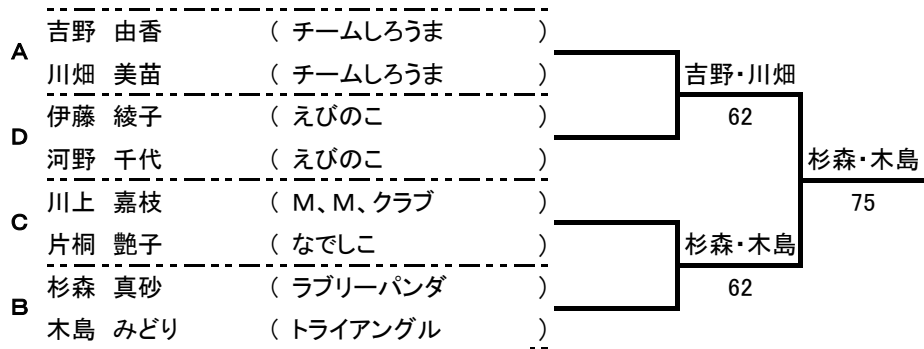 A
吉野 由香 ( チームしろうま )
川畑 美苗 ( チームしろうま )
吉野・川畑
62
D
伊藤 綾子 ( えびのこ )
河野 千代 ( えびのこ )
杉森・木島
75
C
川上 嘉枝 ( M、M、クラブ )
片桐 艶子 ( なでしこ )
杉森・木島
62
B
杉森 真砂 ( ラブリーパンダ )
木島 みどり ( トライアングル )